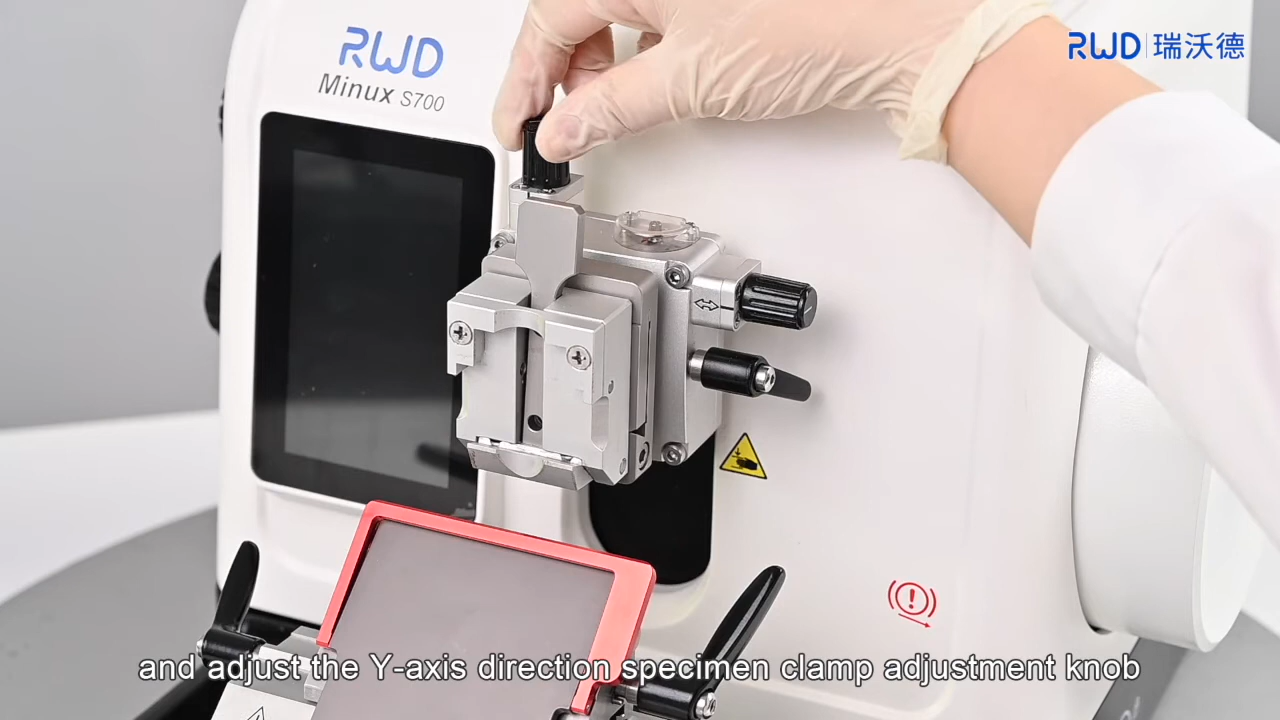 RWD
Minux S700
RWD 瑞沃德
and adjust the Y-axis direction specimen clamp adjustment knob